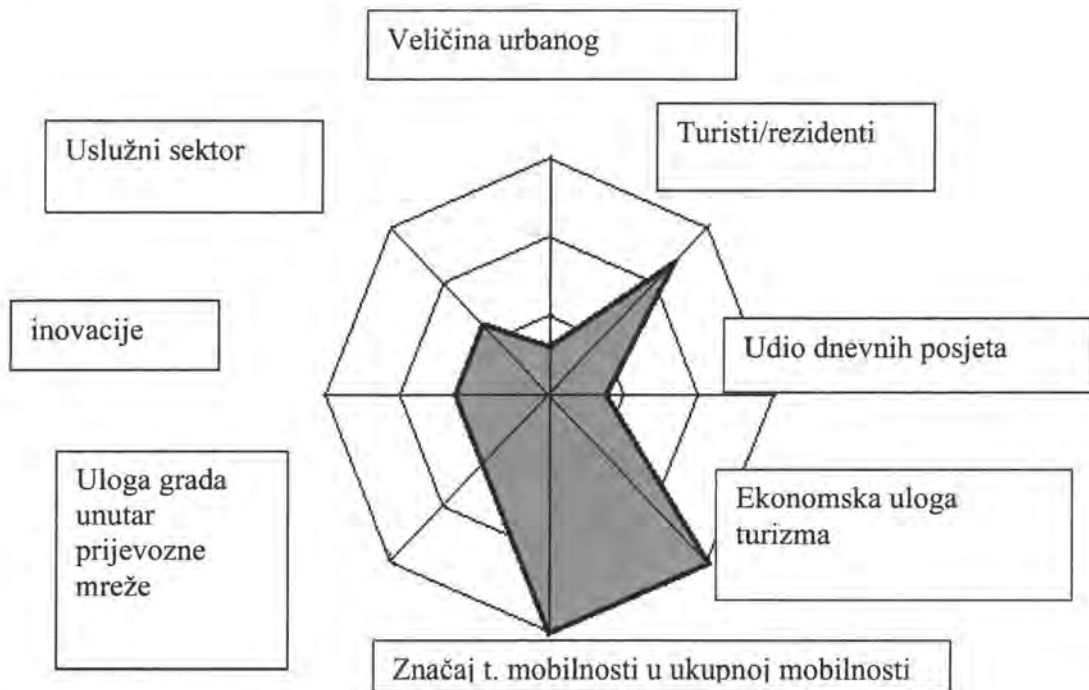 Veličina urbanog
Turisti/rezidenti
Uslužni sektor
inovacije
Udio dnevnih posjeta
Uloga grada
unutar
prijevozne
mreže
Ekonomska uloga
turizma
Značaj t. mobilnosti u ukupnoj mobilnosti